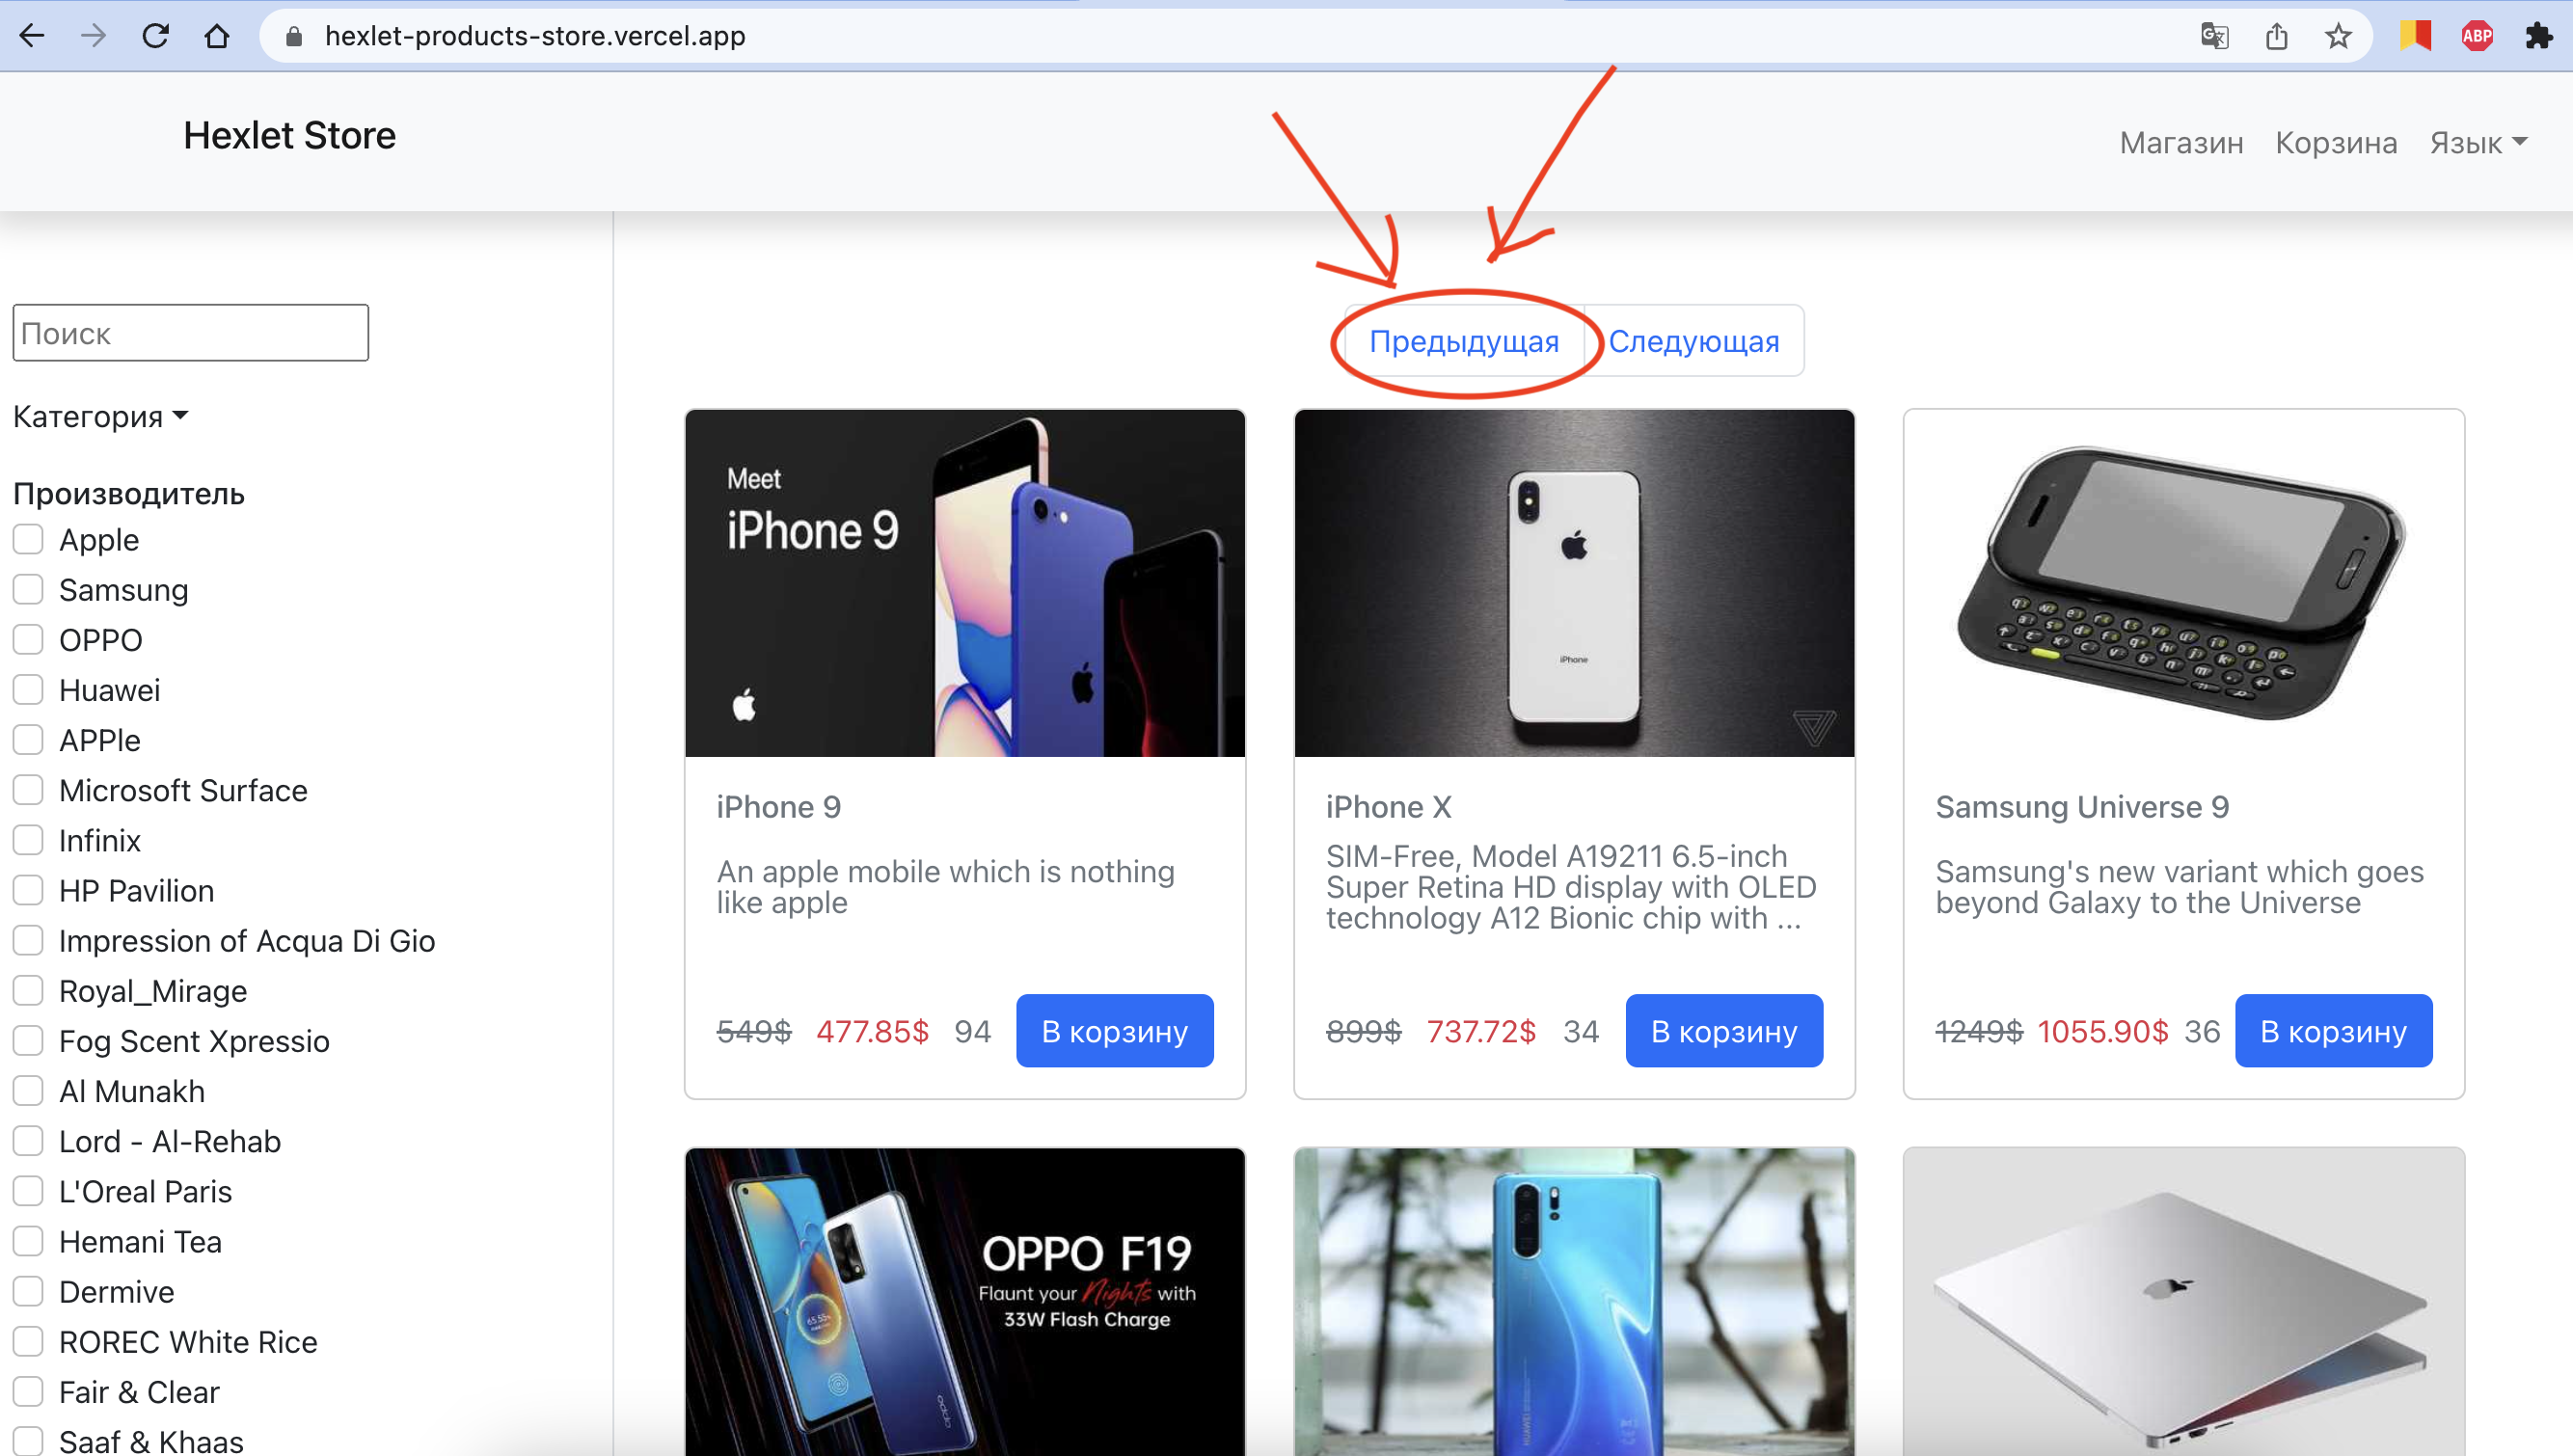 hexlet-products-store.vercel.app
ABP
Hexlet Store
Магазин Корзина Язык
Поиск
Предыдущая Следующая
Категория
Производитель
Apple
Samsung
OPPO
Huawei
APPle
Microsoft Surface
Infinix
HP Pavilion
Impression of Acqua Di Gio
Royal_Mirage
Fog Scent Xpressio
Al Munakh
Lord - Al-Rehab
L'Oreal Paris
Hemani Tea
Dermive
ROREC White Rice
Fair & Clear
Saaf & Khaas
Meet
iPhone 9
iPhone 9
An apple mobile which is nothing
like apple
549$ 477.85$ 94 В корзину
iPhone
iPhone X
SIM-Free, Model A19211 6.5-inch
Super Retina HD display with OLED
technology A12 Bionic chip with ...
899$ 737.72$ 34 В корзину
Samsung Universe 9
Samsung's new variant which goes
beyond Galaxy to the Universe
1249$ 1055.90$ 36 В корзину
OPPO F19
Flaunt your Nights with
33W Flash Charge
oppo
HUAWEI